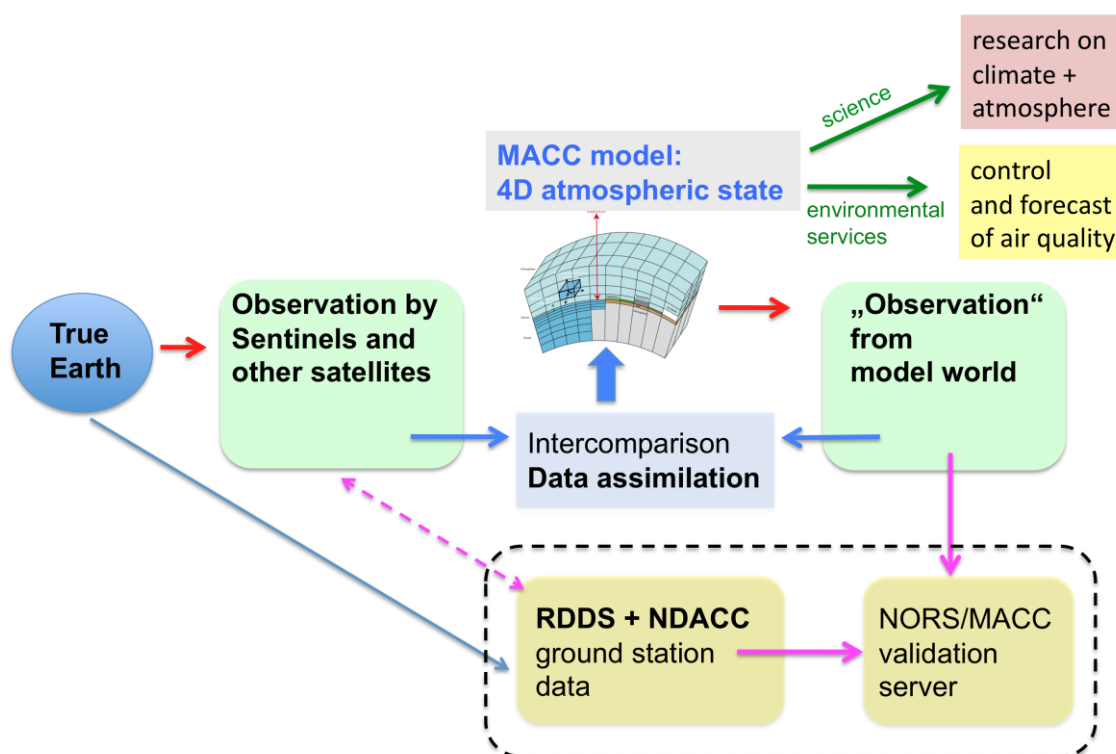 research on
climate +
atmosphere
science
MACC model:
4D atmospheric state
control
and forecast
of air quality
environmental
services
True
Earth
Observation by
Sentinels and
other satellites
„Observation“
from
model world
Intercomparison
Data assimilation
RDDS + NDACC
ground station
data
NORS/MACC
validation
server